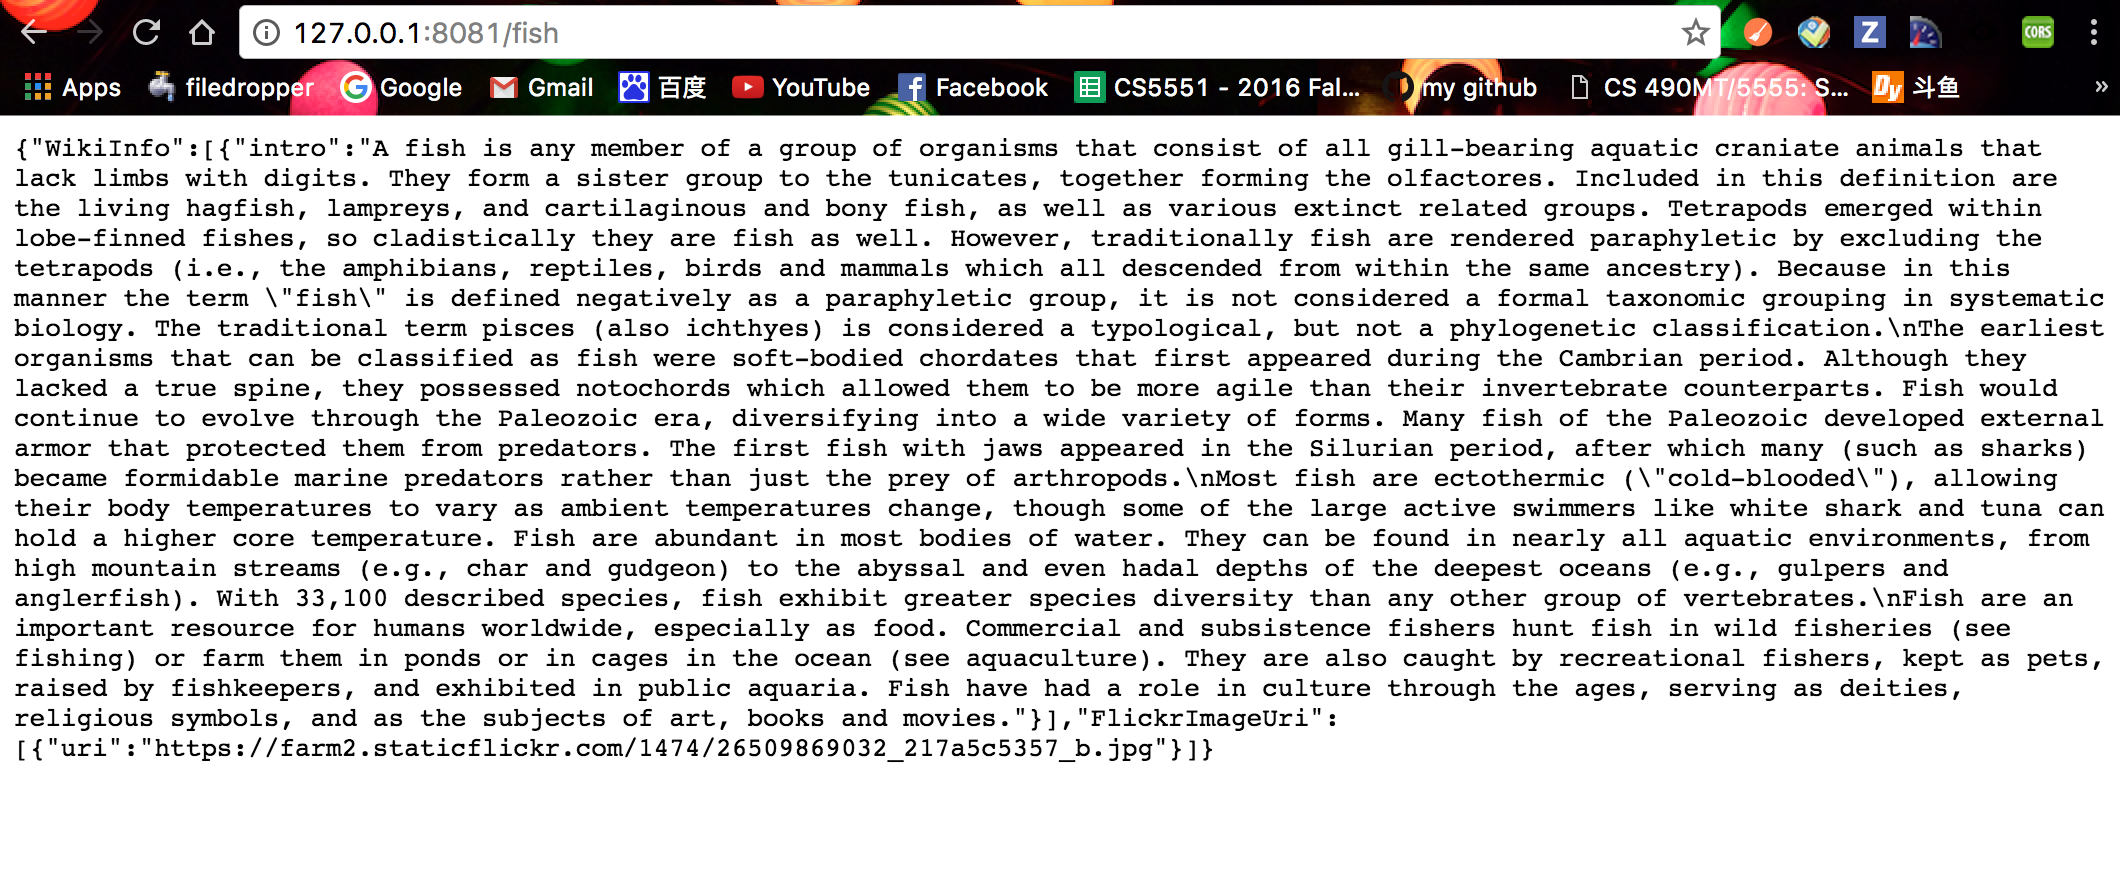 127.0.0.1:8081/fish
CORS
Z
Apps filedropper Google Gmail 百度 YouTube Facebook CS5551 - 2016 Fal... my github CS 490MT/5555: S... Dy 斗鱼 »
{"WikiInfo":[{"intro":"A fish is any member of a group of organisms that consist of all gill-bearing aquatic craniate animals that
lack limbs with digits. They form a sister group to the tunicates, together forming the olfactores. Included in this definition are
the living hagfish, lampreys, and cartilaginous and bony fish, as well as various extinct related groups. Tetrapods emerged within
lobe-finned fishes, so cladistically they are fish as well. However, traditionally fish are rendered paraphyletic by excluding the
tetrapods (i.e., the amphibians, reptiles, birds and mammals which all descended from within the same ancestry). Because in this
manner the term \"fish\" is defined negatively as a paraphyletic group, it is not considered a formal taxonomic grouping in systematic
biology. The traditional term pisces (also ichthyes) is considered a typological, but not a phylogenetic classification.\nThe earliest
organisms that can be classified as fish were soft-bodied chordates that first appeared during the Cambrian period. Although they
lacked a true spine, they possessed notochords which allowed them to be more agile than their invertebrate counterparts. Fish would
continue to evolve through the Paleozoic era, diversifying into a wide variety of forms. Many fish of the Paleozoic developed external
armor that protected them from predators. The first fish with jaws appeared in the Silurian period, after which many (such as sharks)
became formidable marine predators rather than just the prey of arthropods.\nMost fish are ectothermic (\"cold-blooded\"), allowing
their body temperatures to vary as ambient temperatures change, though some of the large active swimmers like white shark and tuna can
hold a higher core temperature. Fish are abundant in most bodies of water. They can be found in nearly all aquatic environments, from
high mountain streams (e.g., char and gudgeon) to the abyssal and even hadal depths of the deepest oceans (e.g., gulpers and
anglerfish). With 33,100 described species, fish exhibit greater species diversity than any other group of vertebrates.\nFish are an
important resource for humans worldwide, especially as food. Commercial and subsistence fishers hunt fish in wild fisheries (see
fishing) or farm them in ponds or in cages in the ocean (see aquaculture). They are also caught by recreational fishers, kept as pets,
raised by fishkeepers, and exhibited in public aquaria. Fish have had a role in culture through the ages, serving as deities,
religious symbols, and as the subjects of art, books and movies."}],"FlickrImageUri":
[{"uri":"https://farm2.staticflickr.com/1474/26509869032_217a5c5357_b.jpg"}]}